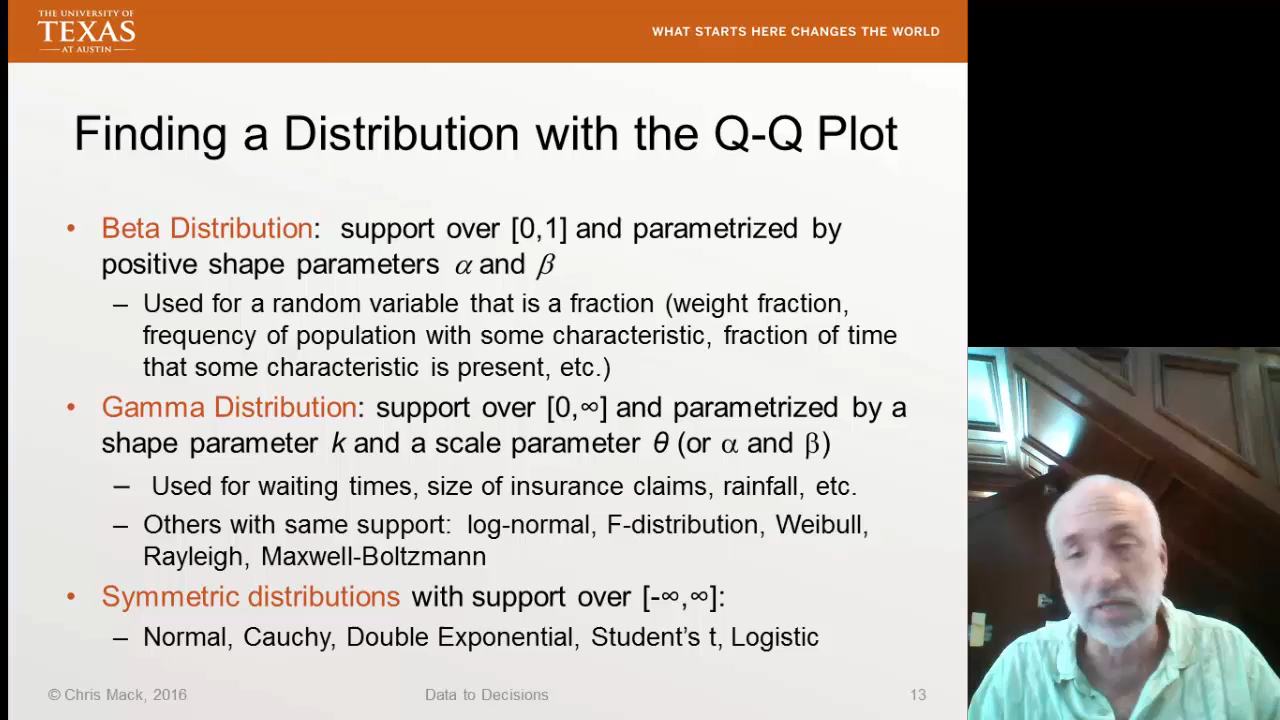 THE UNIVERSITY OF
TEXAS
AT AUSTIN
WHAT STARTS HERE CHANGES THE WORLD
Finding a Distribution with the Q-Q Plot
• Beta Distribution: support over [0,1] and parametrized by
positive shape parameters α and β
– Used for a random variable that is a fraction (weight fraction,
frequency of population with some characteristic, fraction of time
that some characteristic is present, etc.)
• Gamma Distribution: support over [0,∞] and parametrized by a
shape parameter k and a scale parameter θ (or α and β)
– Used for waiting times, size of insurance claims, rainfall, etc.
– Others with same support: log-normal, F-distribution, Weibull,
Rayleigh, Maxwell-Boltzmann
• Symmetric distributions with support over [-∞,∞]:
– Normal, Cauchy, Double Exponential, Student's t, Logistic
© Chris Mack, 2016
Data to Decisions
13